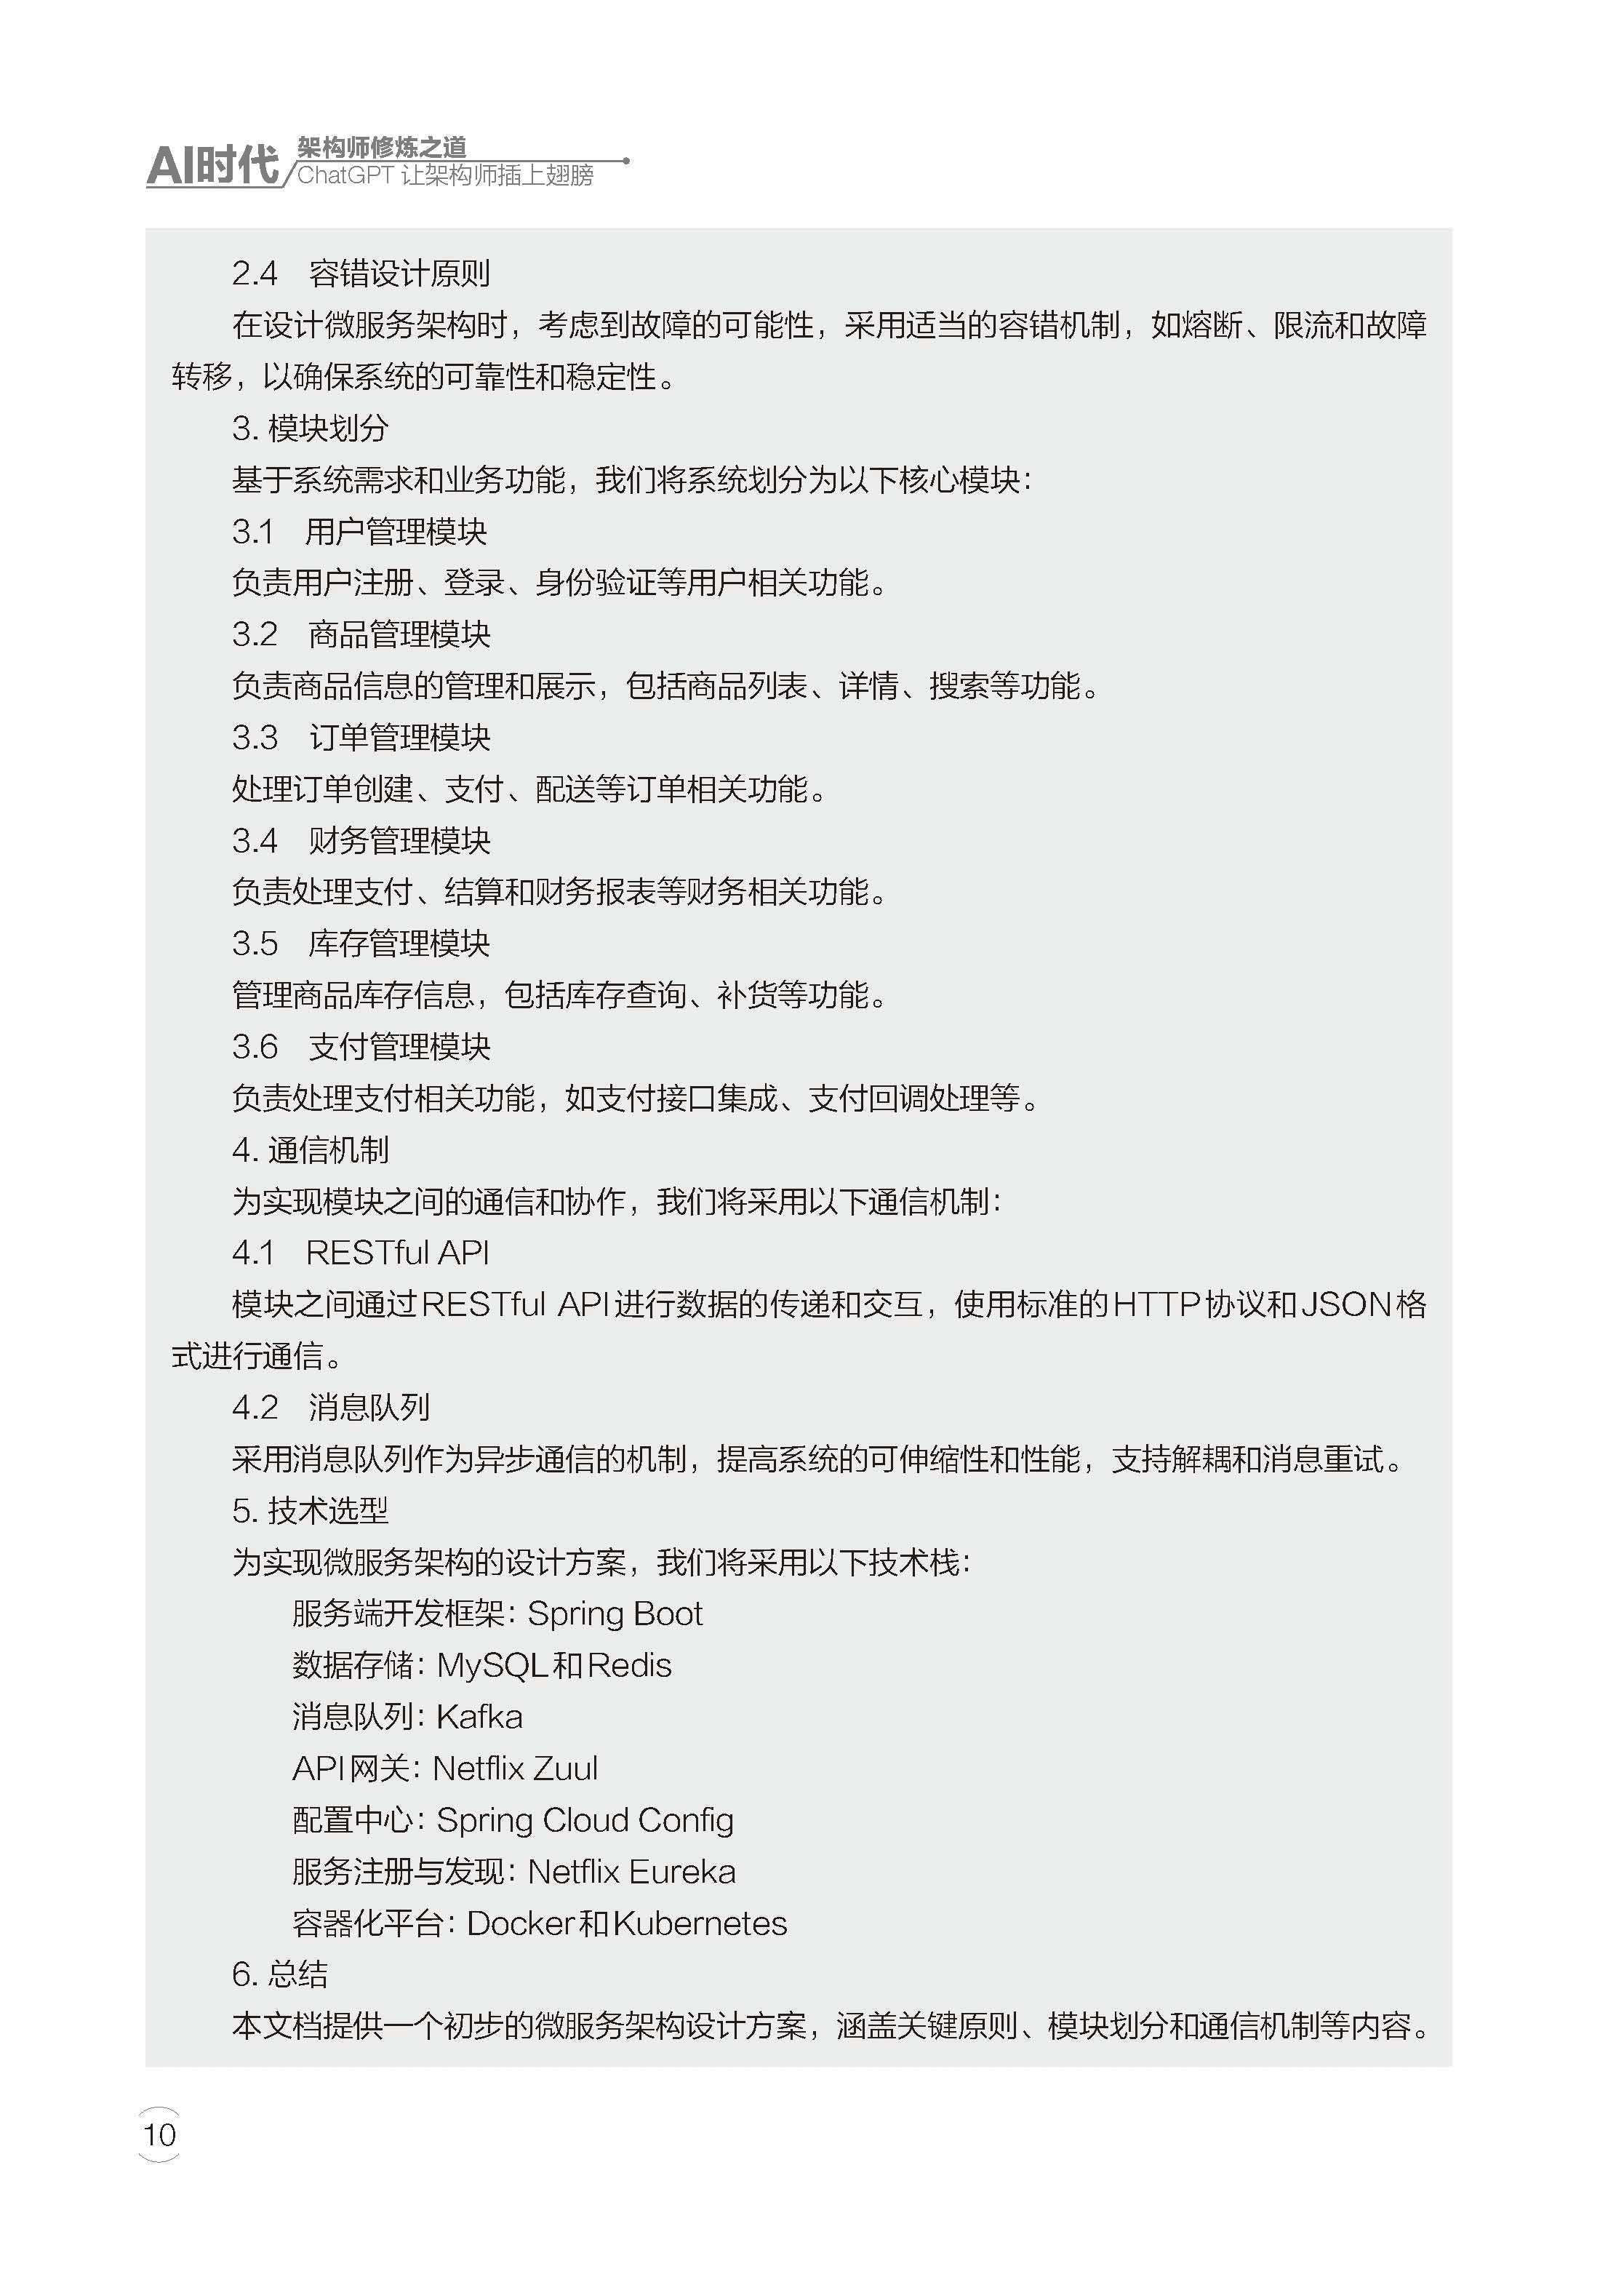 AI时代
架构师修炼之道
ChatGPT 让架构师插上翅膀
2.4 容错设计原则
在设计微服务架构时，考虑到故障的可能性，采用适当的容错机制，如熔断、限流和故障
转移，以确保系统的可靠性和稳定性。
3. 模块划分
基于系统需求和业务功能，我们将系统划分为以下核心模块：
3.1 用户管理模块
负责用户注册、登录、身份验证等用户相关功能。
3.2 商品管理模块
负责商品信息的管理和展示，包括商品列表、详情、搜索等功能。
3.3 订单管理模块
处理订单创建、支付、配送等订单相关功能。
3.4 财务管理模块
负责处理支付、结算和财务报表等财务相关功能。
3.5 库存管理模块
管理商品库存信息，包括库存查询、补货等功能。
3.6 支付管理模块
负责处理支付相关功能，如支付接口集成、支付回调处理等。
4. 通信机制
为实现模块之间的通信和协作，我们将采用以下通信机制：
4.1 RESTful API
模块之间通过RESTful API进行数据的传递和交互，使用标准的HTTP协议和JSON格
式进行通信。
4.2 消息队列
采用消息队列作为异步通信的机制，提高系统的可伸缩性和性能，支持解耦和消息重试。
5. 技术选型
为实现微服务架构的设计方案，我们将采用以下技术栈：
服务端开发框架：Spring Boot
数据存储：MySQL和Redis
消息队列：Kafka
API网关：Netflix Zuul
配置中心：Spring Cloud Config
服务注册与发现：Netflix Eureka
容器化平台：Docker和Kubernetes
6. 总结
本文档提供一个初步的微服务架构设计方案，涵盖关键原则、模块划分和通信机制等内容。
10